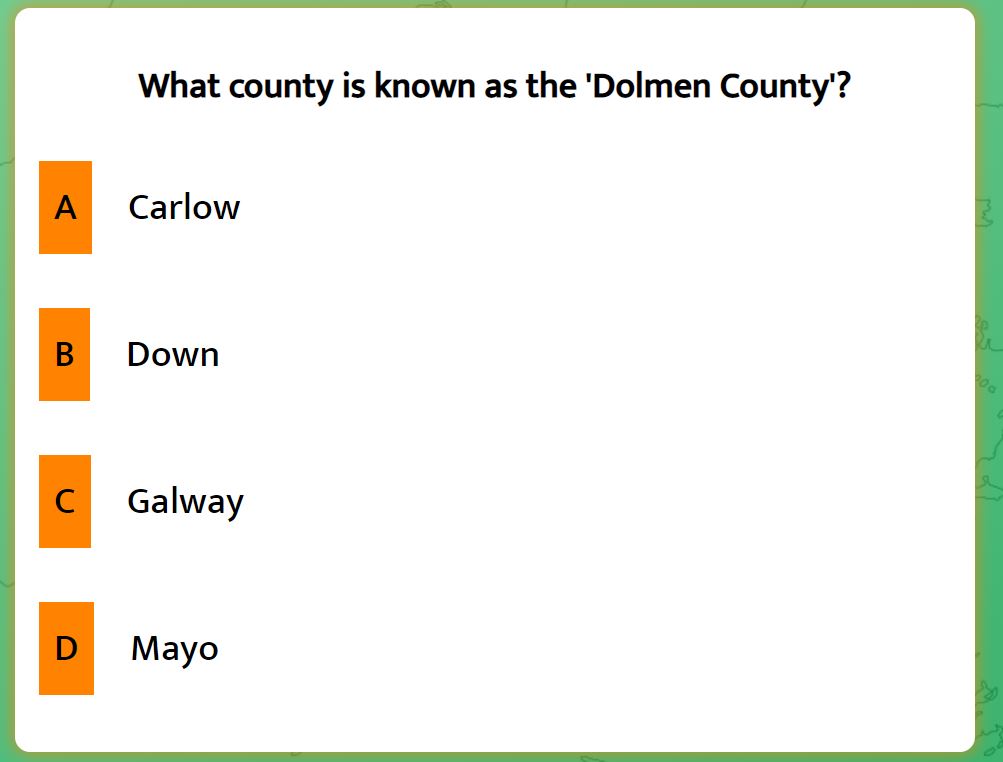 What county is known as the 'Dolmen County'?
A Carlow
B Down
C Galway
D Mayo